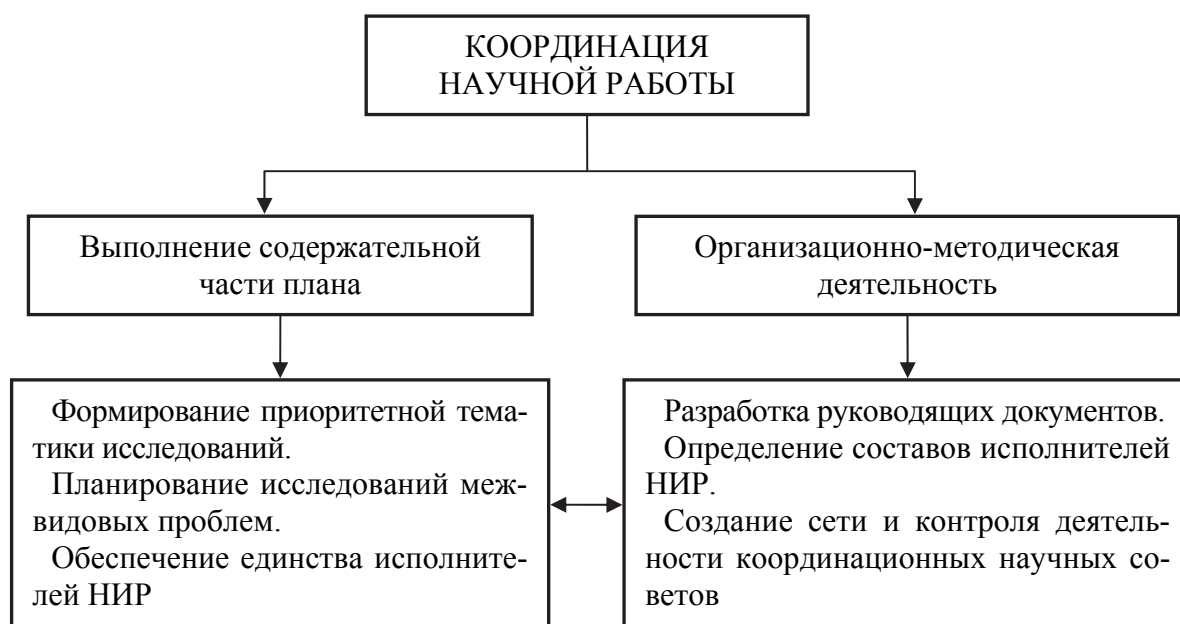 КООРДИНАЦИЯ
НАУЧНОЙ РАБОТЫ
Выполнение содержательной
части плана
Организационно-методическая
деятельность
Формирование приоритетной тема-
тики исследований.
Планирование исследований меж-
видовых проблем.
Обеспечение единства исполните-
лей НИР
Разработка руководящих документов.
Определение составов исполнителей
НИР.
Создание сети и контроля деятель-
ности координационных научных со-
ветов